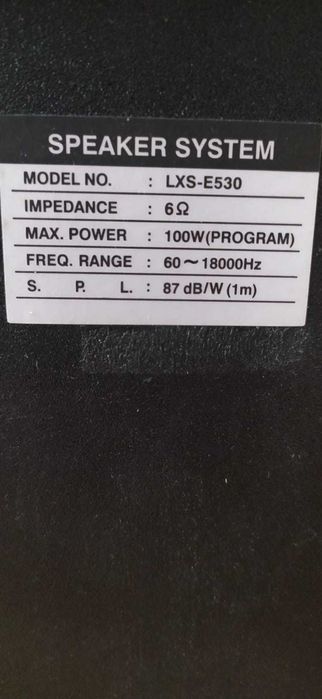 SPEAKER SYSTEM
MODEL NO. : LXS-E530
IMPEDANCE : 6Ω
MAX. POWER : 100W(PROGRAM)
FREQ. RANGE : 60～18000Hz
S. P. L. : 87 dB/W (1m)